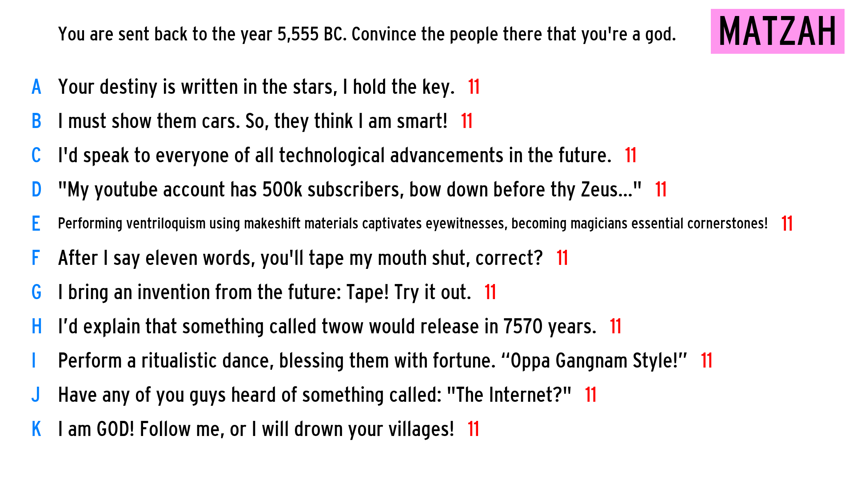 You are sent back to the year 5,555 BC. Convince the people there that you're a god.
MATZAH
A Your destiny is written in the stars, I hold the key. 11
B I must show them cars. So, they think I am smart! 11
C I'd speak to everyone of all technological advancements in the future. 11
D "My youtube account has 500k subscribers, bow down before thy Zeus..." 11
E Performing ventriloquism using makeshift materials captivates eyewitnesses, becoming magicians essential cornerstones! 11
F After I say eleven words, you'll tape my mouth shut, correct? 11
G I bring an invention from the future: Tape! Try it out. 11
H I’d explain that something called twow would release in 7570 years. 11
I Perform a ritualistic dance, blessing them with fortune. “Oppa Gangnam Style!” 11
J Have any of you guys heard of something called: "The Internet?" 11
K I am GOD! Follow me, or I will drown your villages! 11